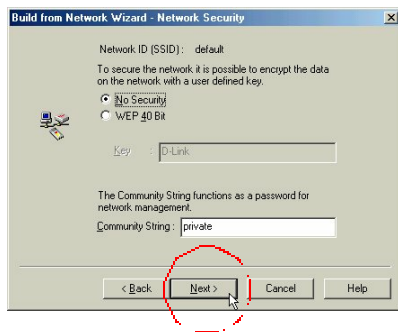 Build from Network Wizard - Network Security
Network ID (SSID) : default
To secure the network it is possible to encrypt the data
on the network with a user defined key.
No Security
WEP 40 Bit
Key : D-Link
The Community String functions as a password for
network management.
Community String : private
< Back Next > Cancel Help